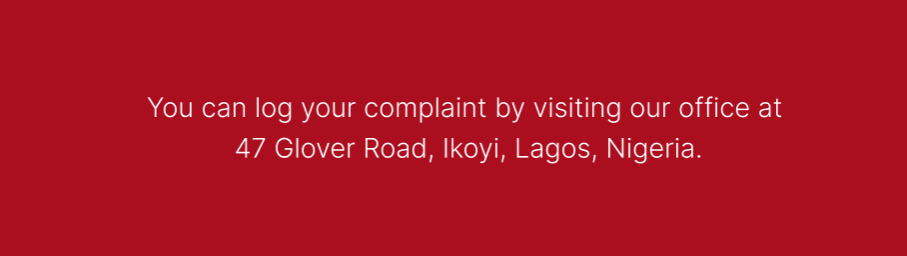 You can log your complaint by visiting our office at
47 Glover Road, Ikoyi, Lagos, Nigeria.